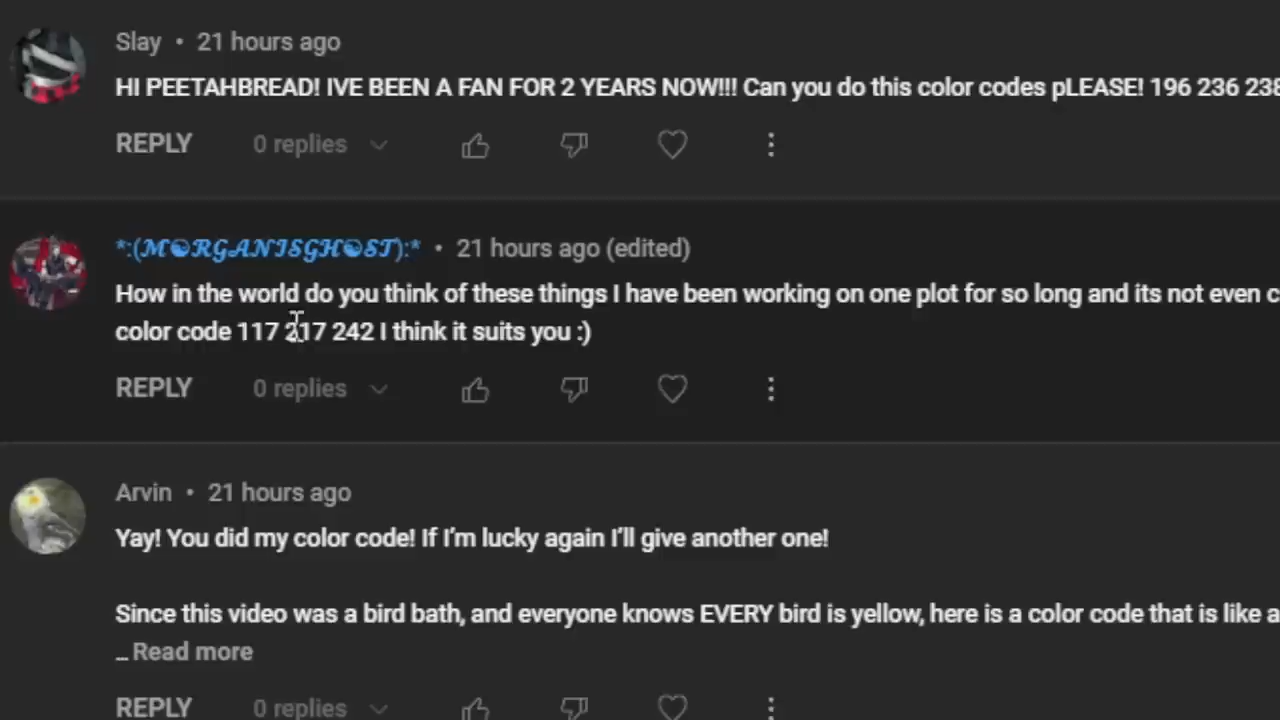 Slay • 21 hours ago
HI PEETAHBREAD! IVE BEEN A FAN FOR 2 YEARS NOW!!! Can you do this color codes pLEASE! 196 236 238
REPLY 0 replies
*:(𝓜☯𝓡𝓖𝓐𝓝𝓘𝓢𝓖𝓗☯𝓢𝓣):* • 21 hours ago (edited)
How in the world do you think of these things I have been working on one plot for so long and its not even c
color code 117 217 242 I think it suits you :)
REPLY 0 replies
Arvin • 21 hours ago
Yay! You did my color code! If I’m lucky again I’ll give another one!
Since this video was a bird bath, and everyone knows EVERY bird is yellow, here is a color code that is like a
... Read more
REPLY 0 replies